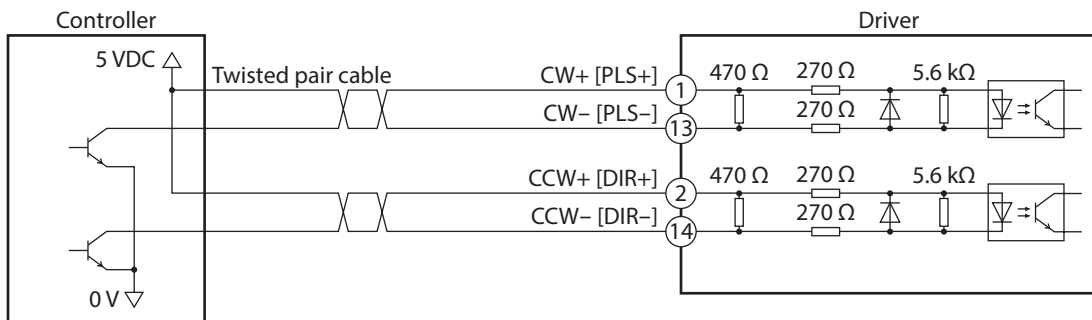 Controller
Driver
5 VDC
Twisted pair cable
CW+ [PLS+]
1
470 Ω
270 Ω
5.6 kΩ
CW– [PLS–]
13
270 Ω
CCW+ [DIR+]
2
470 Ω
270 Ω
5.6 kΩ
CCW– [DIR–]
14
270 Ω
0 V